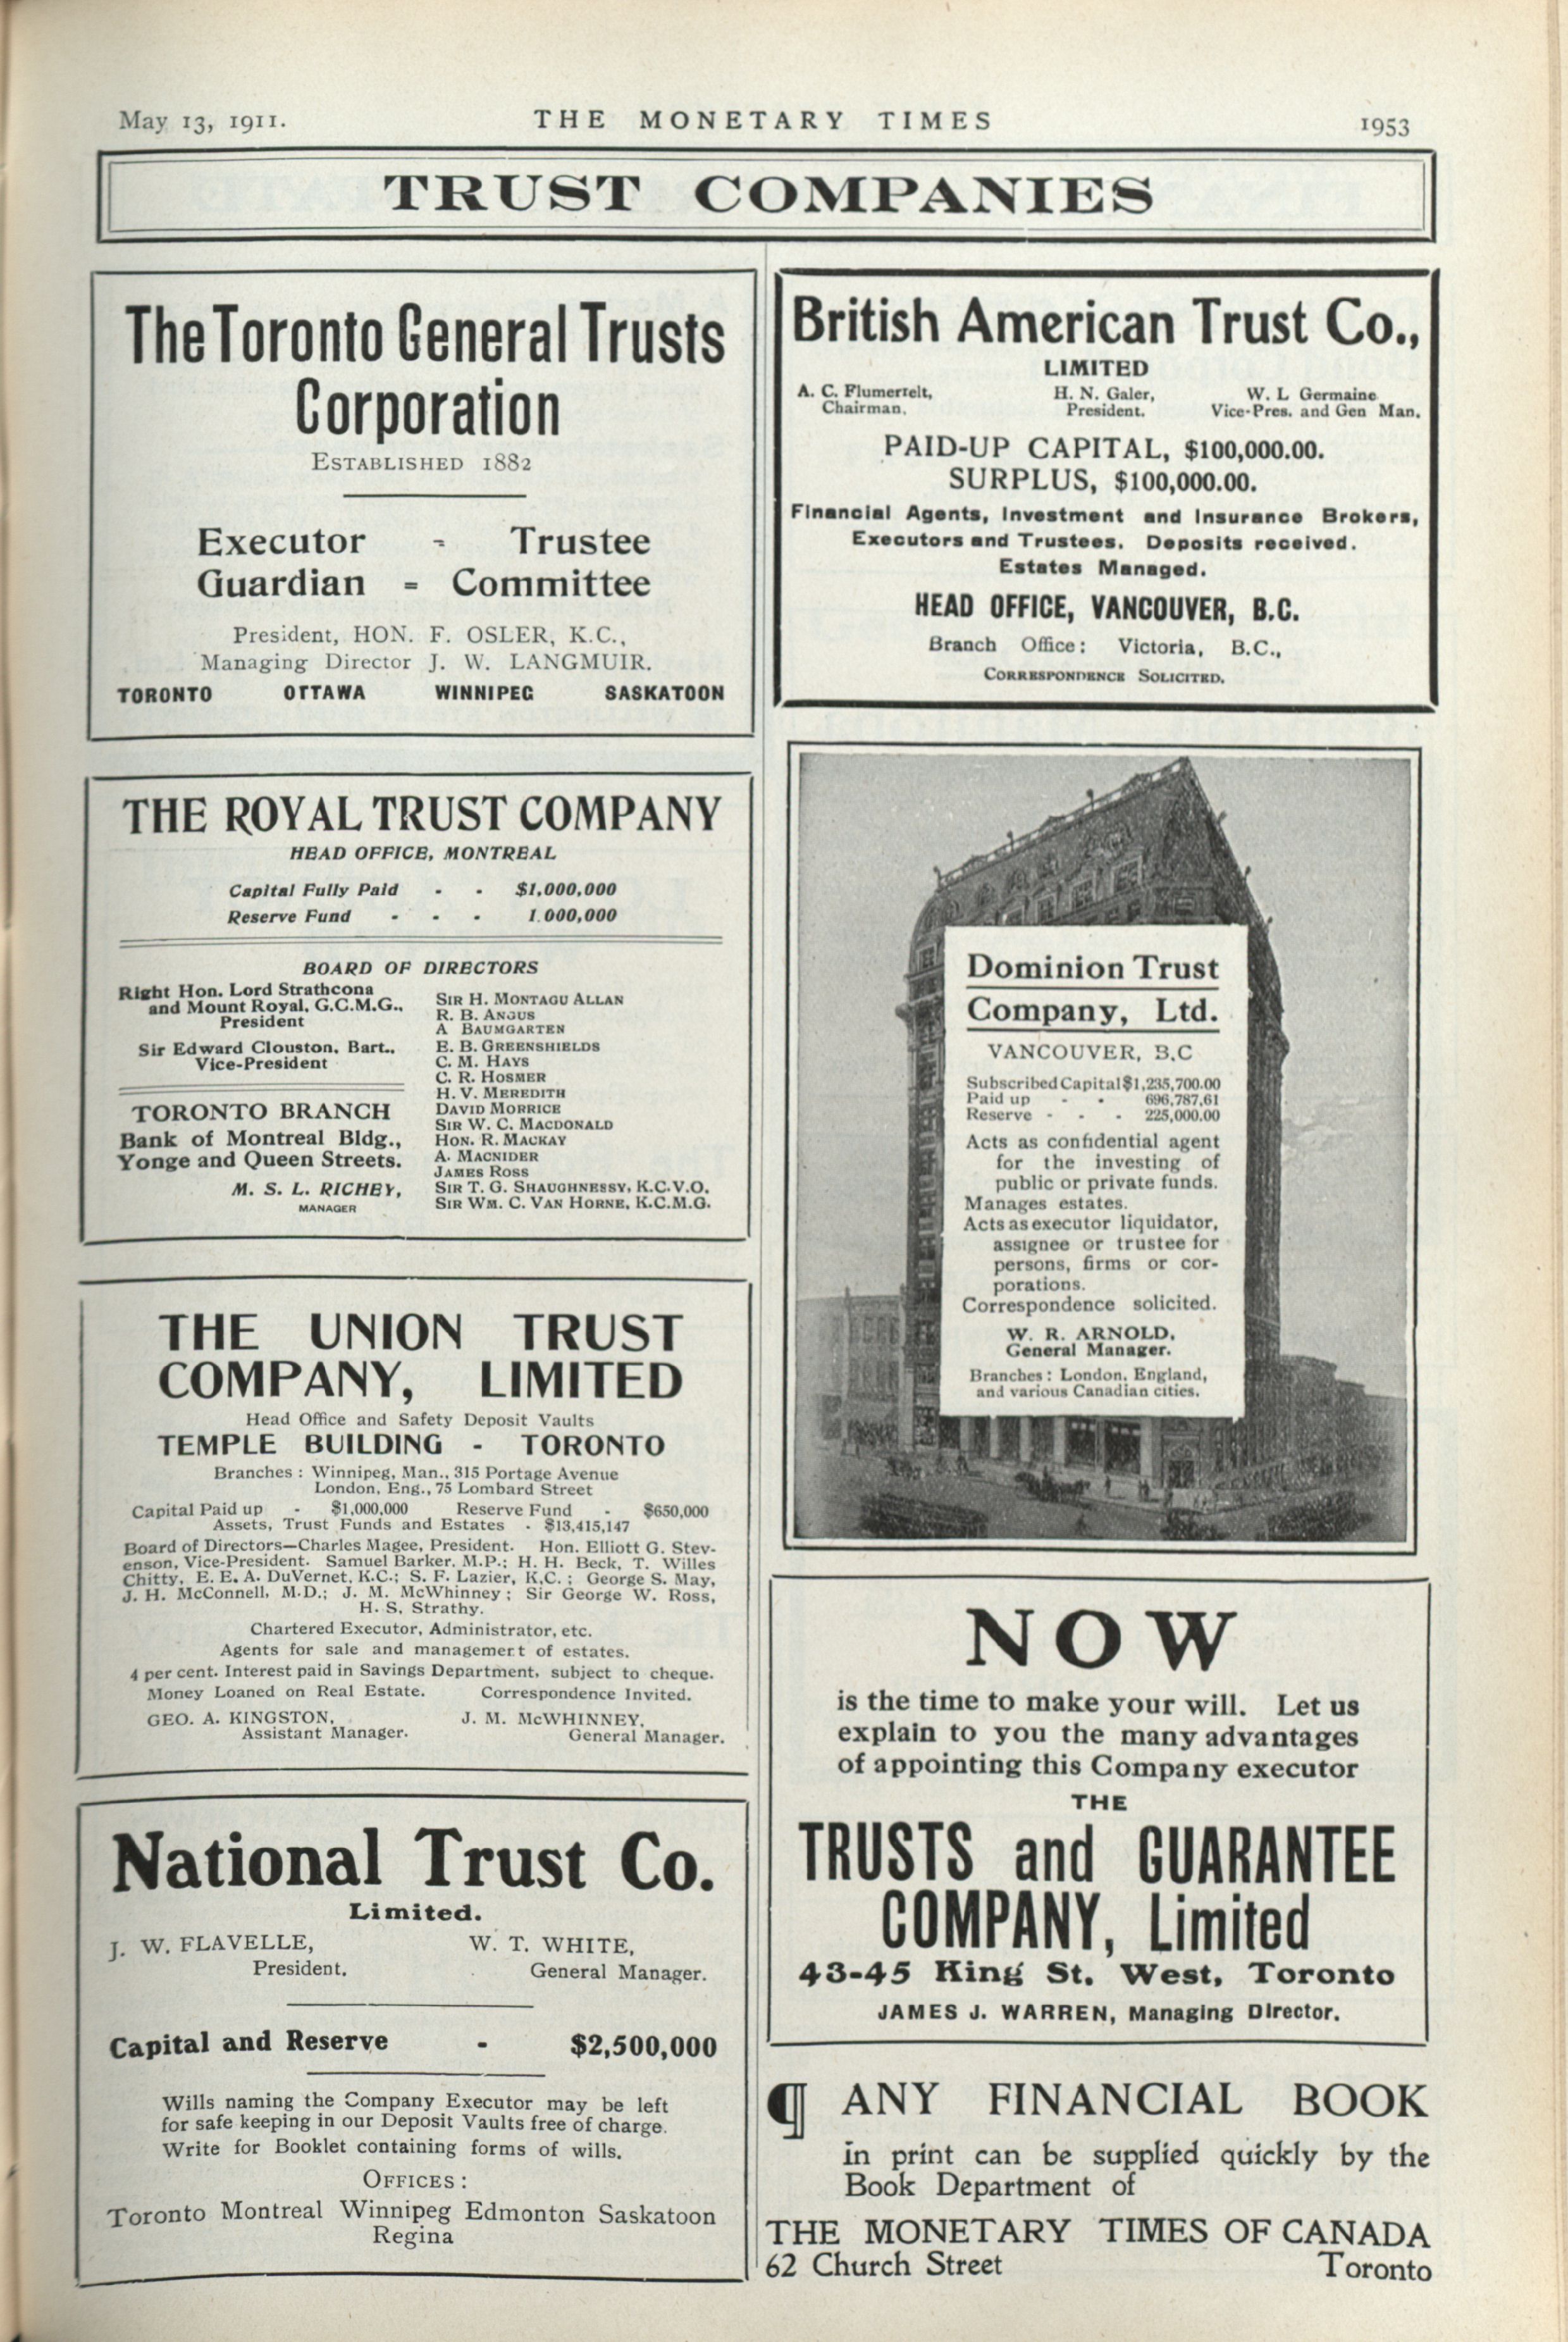 May 13, 1911.
THE MONETARY TIMES
1953
TRUST COMPANIES
The Toronto General Trusts
Corporation
ESTABLISHED 1882
Executor - Trustee
Guardian - Committee
President, HON. F. OSLER, K.C.,
Managing Director J. W. LANGMUIR.
TORONTO OTTAWA WINNIPEG SASKATOON
THE ROYAL TRUST COMPANY
HEAD OFFICE, MONTREAL
Capital Fully Paid - - $1,000,000
Reserve Fund - - - 1.000,000
BOARD OF DIRECTORS
Right Hon. Lord Strathcona
and Mount Royal, G.C.M.G.,
President
Sir Edward Clouston, Bart.,
Vice-President
TORONTO BRANCH
Bank of Montreal Bldg.,
Yonge and Queen Streets.
M. S. L. RICHEY,
MANAGER
SIR H. MONTAGU ALLAN
R. B. ANGUS
A BAUMGARTEN
E. B. GREENSHIELDS
C. M. HAYS
C. R. HOSMER
H. V. MEREDITH
DAVID MORRICE
SIR W. C. MACDONALD
HON. R. MACKAY
A. MACNIDER
JAMES ROSS
SIR T. G. SHAUGHNESSY, K.C.V.O.
SIR WM. C. VAN HORNE, K.C.M.G.
THE UNION TRUST
COMPANY, LIMITED
Head Office and Safety Deposit Vaults
TEMPLE BUILDING - TORONTO
Branches : Winnipeg, Man., 315 Portage Avenue
London, Eng., 75 Lombard Street
Capital Paid up - $1,000,000 Reserve Fund - $650,000
Assets, Trust Funds and Estates - $13,415,147
Board of Directors—Charles Magee, President. Hon. Elliott G. Stev-
enson, Vice-President. Samuel Barker, M.P.; H. H. Beck, T. Willes
Chitty, E. E. A. DuVernet, K.C.; S. F. Lazier, K.C. ; George S. May,
J. H. McConnell, M.D.; J. M. McWhinney ; Sir George W. Ross,
H. S. Strathy.
Chartered Executor, Administrator, etc.
Agents for sale and management of estates.
4 per cent. Interest paid in Savings Department, subject to cheque.
Money Loaned on Real Estate. Correspondence Invited.
GEO. A. KINGSTON, J. M. McWHINNEY,
Assistant Manager. General Manager.
National Trust Co.
Limited.
J. W. FLAVELLE, W. T. WHITE,
President. General Manager.
Capital and Reserve - $2,500,000
Wills naming the Company Executor may be left
for safe keeping in our Deposit Vaults free of charge.
Write for Booklet containing forms of wills.
OFFICES :
Toronto Montreal Winnipeg Edmonton Saskatoon
Regina
British American Trust Co.,
LIMITED
A. C. Flumerfelt, H. N. Galer, W. L Germaine
Chairman. President. Vice-Pres. and Gen Man.
PAID-UP CAPITAL, $100,000.00.
SURPLUS, $100,000.00.
Financial Agents, Investment and Insurance Brokers,
Executors and Trustees. Deposits received.
Estates Managed.
HEAD OFFICE, VANCOUVER, B.C.
Branch Office : Victoria, B.C.,
CORRESPONDENCE SOLICITED.
Dominion Trust
Company, Ltd.
VANCOUVER, B.C
Subscribed Capital $1,235,700.00
Paid up - - 696,787,61
Reserve - - - 225,000.00
Acts as confidential agent
for the investing of
public or private funds.
Manages estates.
Acts as executor liquidator,
assignee or trustee for
persons, firms or cor-
porations.
Correspondence solicited.
W. R. ARNOLD,
General Manager.
Branches : London, England,
and various Canadian cities.
NOW
is the time to make your will. Let us
explain to you the many advantages
of appointing this Company executor
THE
TRUSTS and GUARANTEE
COMPANY, Limited
43-45 King St. West, Toronto
JAMES J. WARREN, Managing Director.
¶ ANY FINANCIAL BOOK
in print can be supplied quickly by the
Book Department of
THE MONETARY TIMES OF CANADA
62 Church Street Toronto